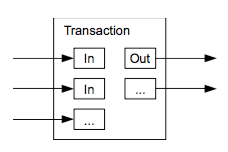 Transaction
In Out
In ...
...